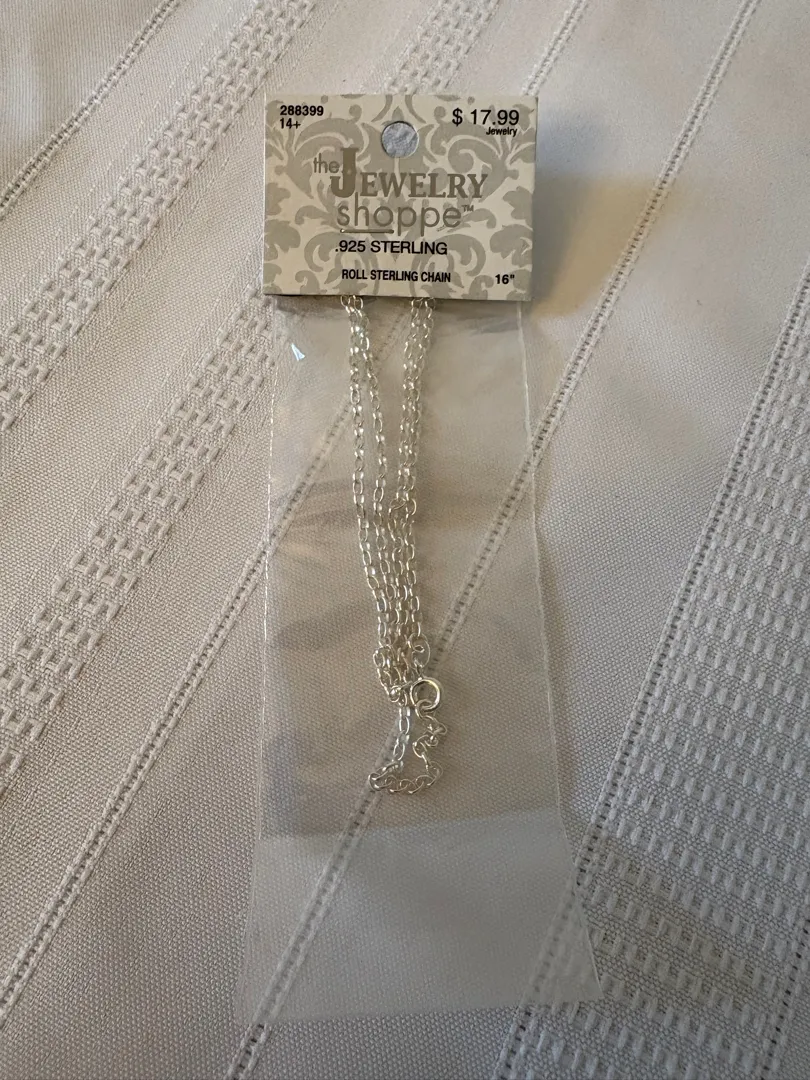 288399
14+
$ 17.99
Jewelry
the JEWELRY
shoppe™
.925 STERLING
ROLL STERLING CHAIN 16"